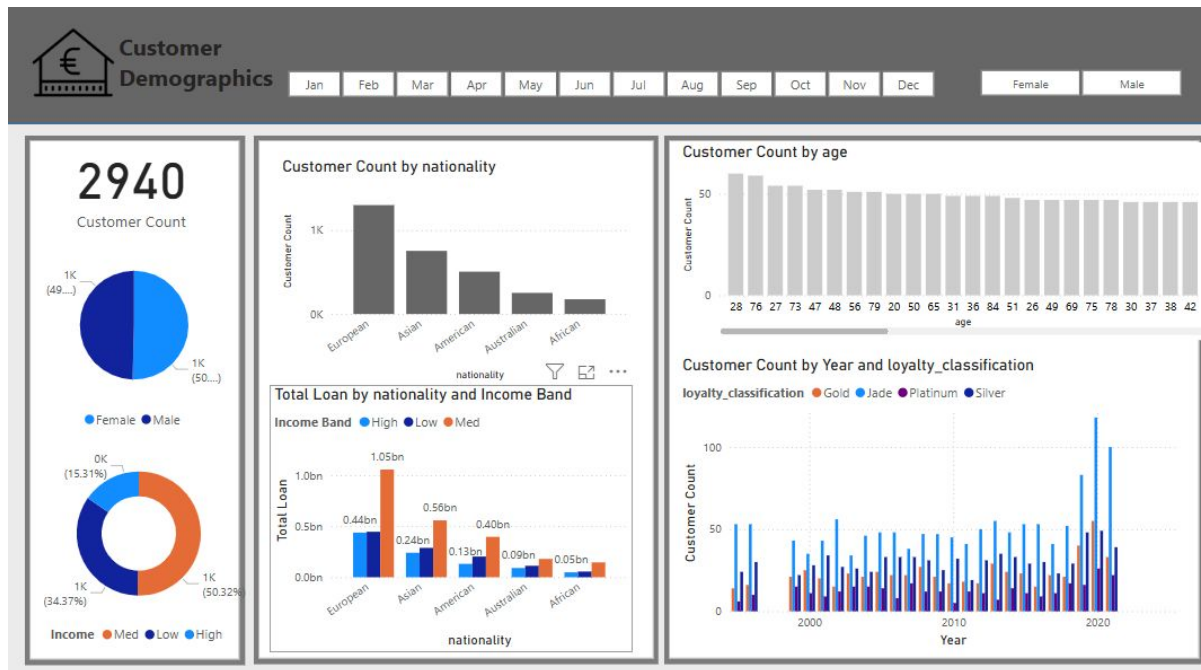 Customer
Demographics
Jan Feb Mar Apr May Jun Jul Aug Sep Oct Nov Dec
Female Male
2940
Customer Count
1K
(49....)
1K
(50....)
Female Male
0K
(15.31%)
1K
(34.37%)
1K
(50.32%)
Income Med Low High
Customer Count by nationality
Customer Count
1K
0K
European Asian American Australian African
nationality
Total Loan by nationality and Income Band
Income Band High Low Med
Total Loan
1.0bn
0.5bn
0.0bn
0.44bn 1.05bn 0.24bn 0.56bn 0.13bn 0.40bn 0.09bn 0.05bn
European Asian American Australian African
nationality
Customer Count by age
Customer Count
50
0
28 76 27 73 47 48 56 79 20 50 65 31 36 84 51 26 49 69 75 78 30 37 38 42
age
Customer Count by Year and loyalty_classification
loyalty_classification Gold Jade Platinum Silver
Customer Count
100
50
0
2000 2010 2020
Year